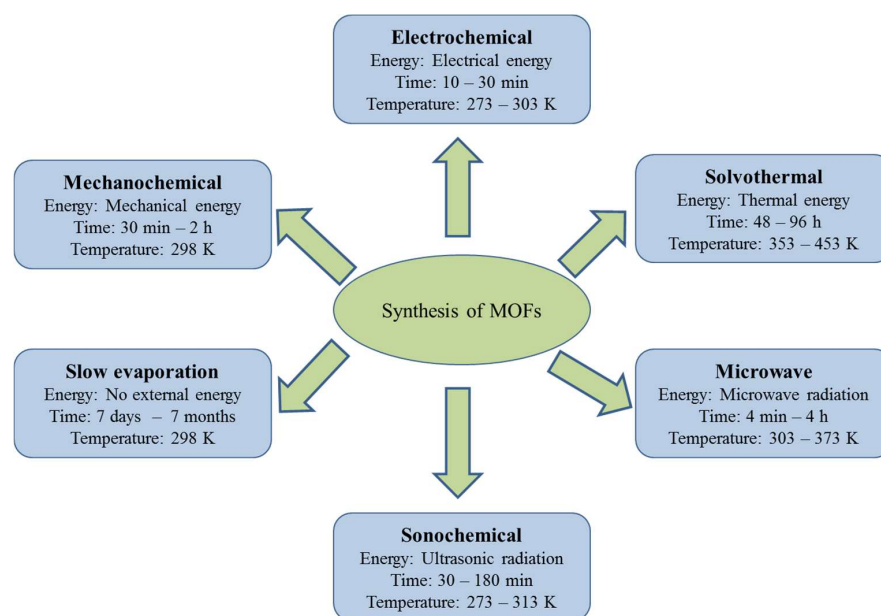 Electrochemical
Energy: Electrical energy
Time: 10 – 30 min
Temperature: 273 – 303 K
Mechanochemical
Energy: Mechanical energy
Time: 30 min – 2 h
Temperature: 298 K
Solvothermal
Energy: Thermal energy
Time: 48 – 96 h
Temperature: 353 – 453 K
Synthesis of MOFs
Slow evaporation
Energy: No external energy
Time: 7 days – 7 months
Temperature: 298 K
Microwave
Energy: Microwave radiation
Time: 4 min – 4 h
Temperature: 303 – 373 K
Sonochemical
Energy: Ultrasonic radiation
Time: 30 – 180 min
Temperature: 273 – 313 K